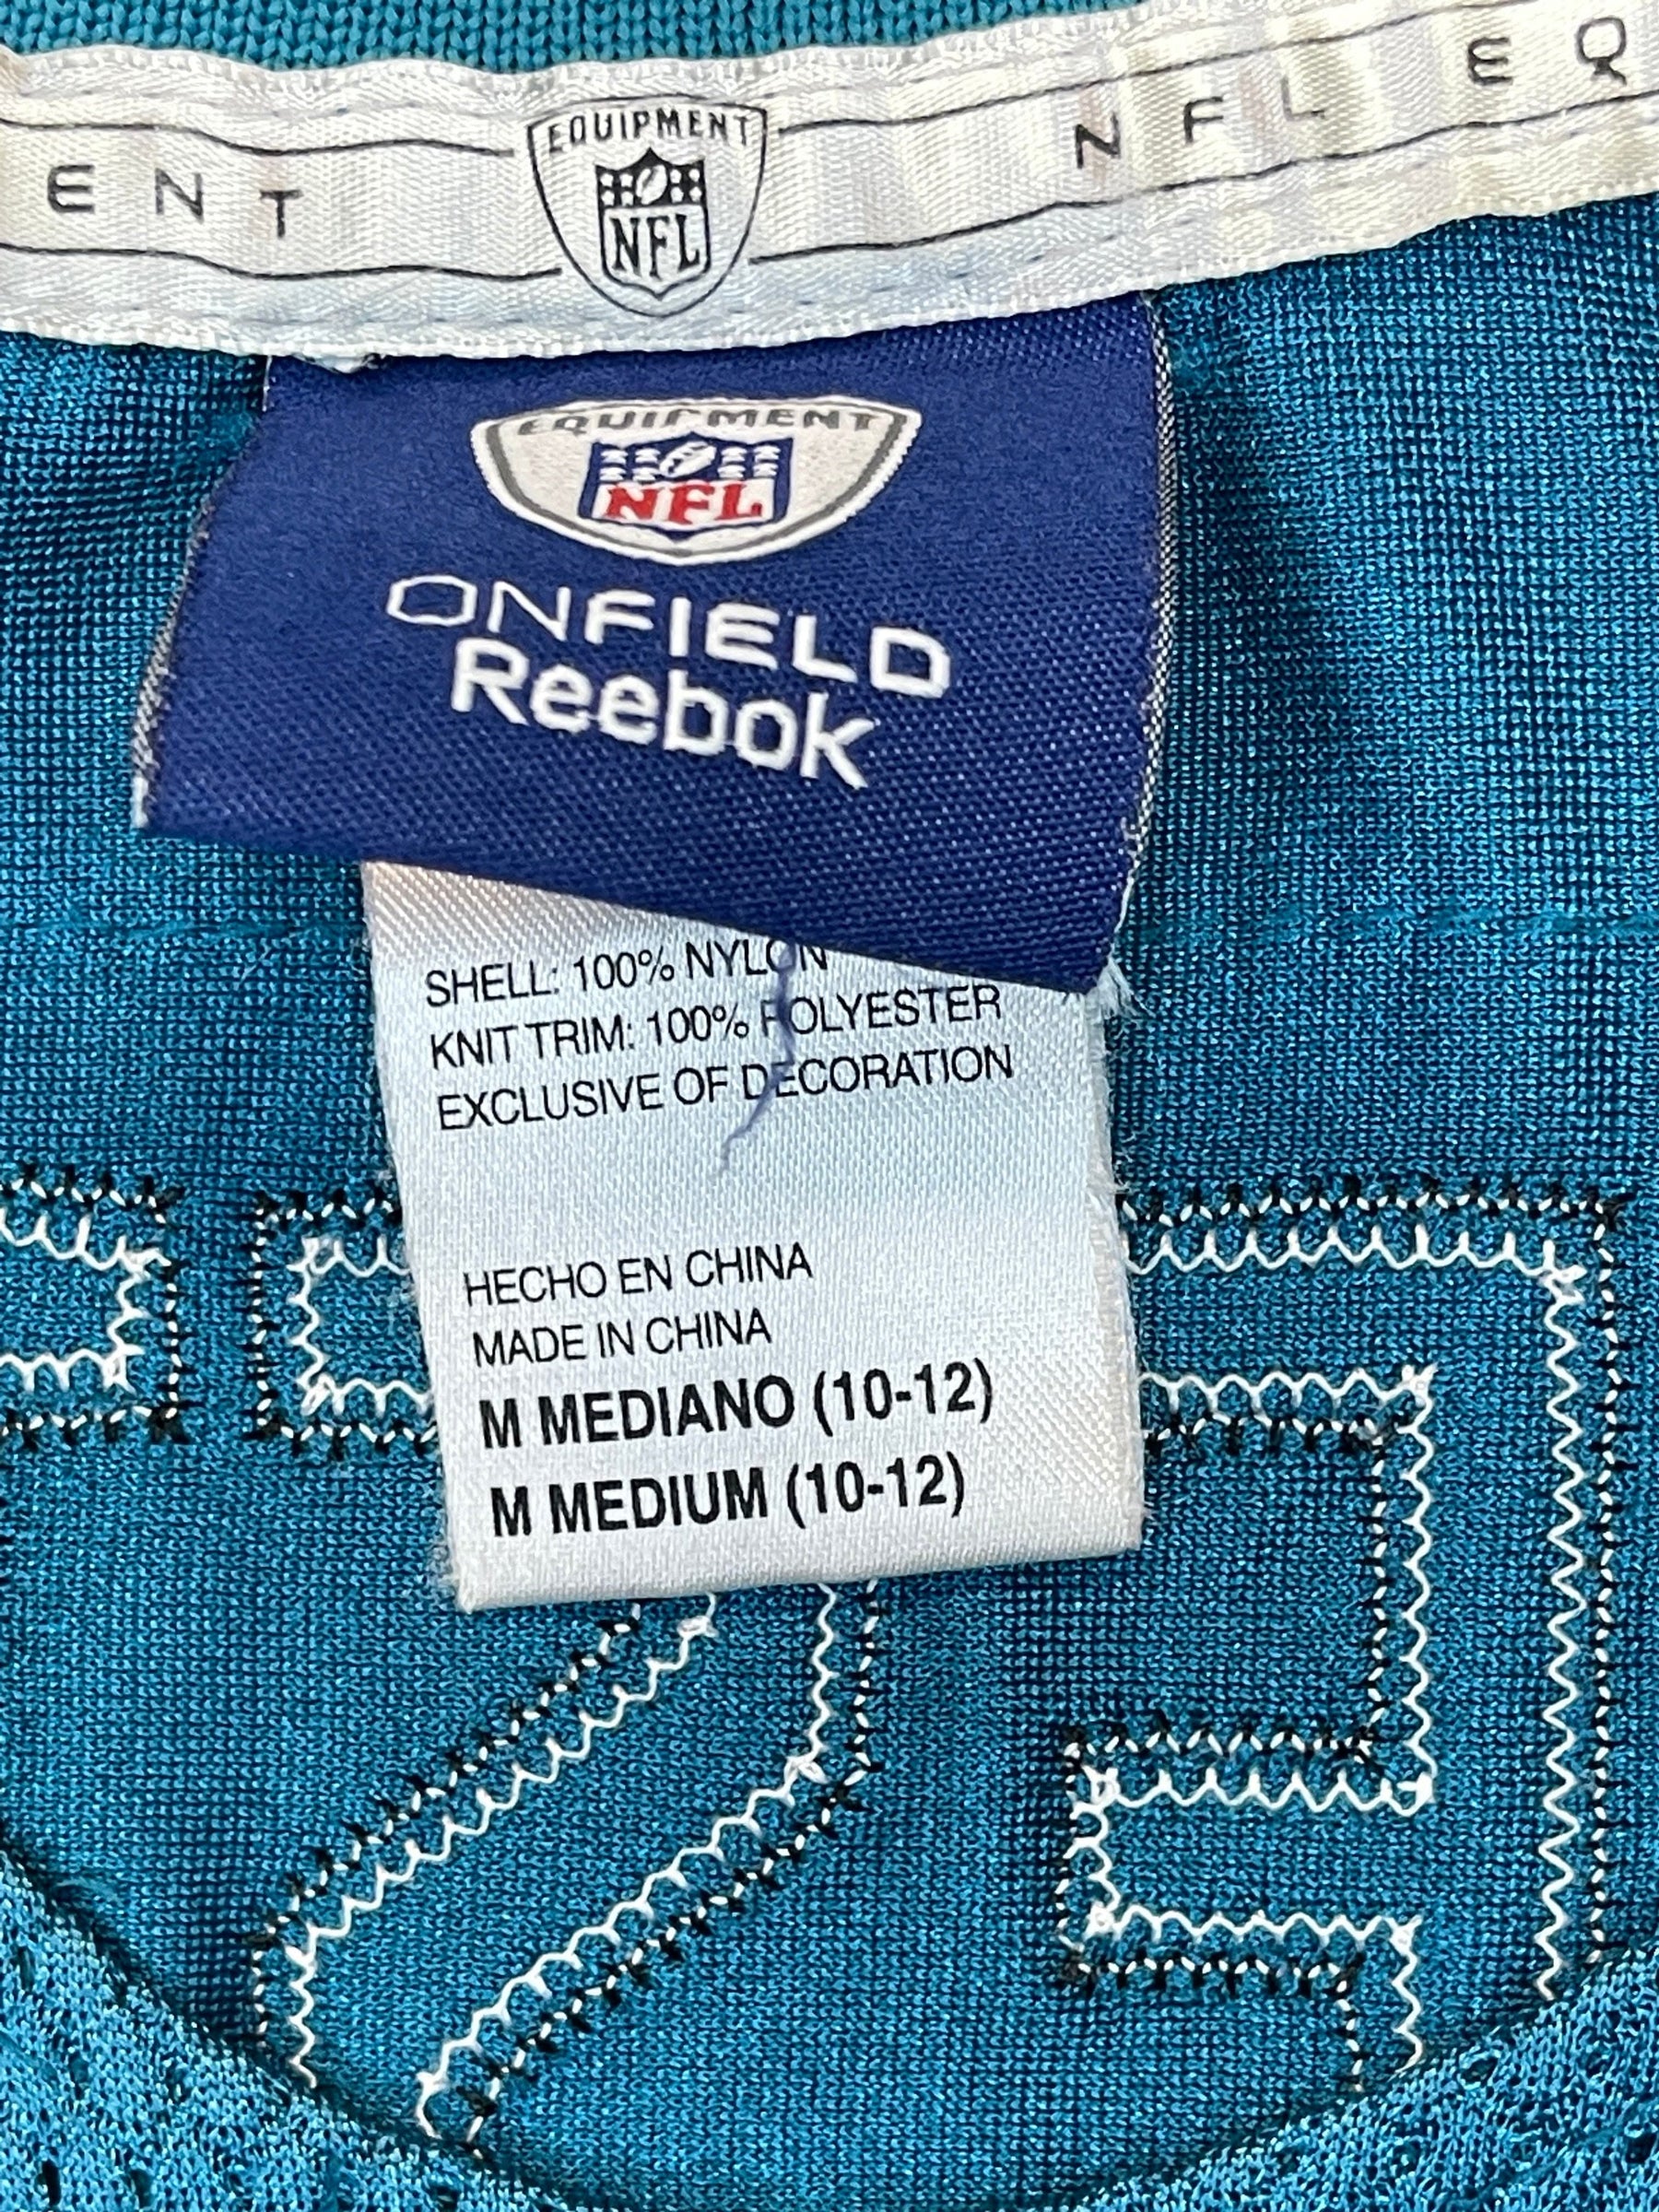 ENT
EQUIPMENT
NFL
NFL EQ
EQUIPMENT
NFL
ONFIELD
Reebok
SHELL: 100% NYLON
KNIT TRIM: 100% POLYESTER
EXCLUSIVE OF DECORATION
HECHO EN CHINA
MADE IN CHINA
M MEDIANO (10-12)
M MEDIUM (10-12)